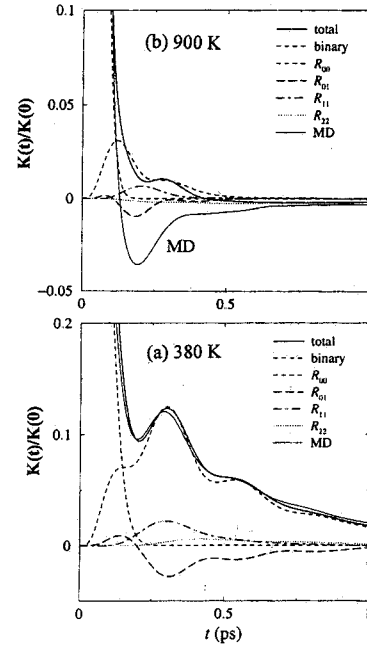 0.1
(b) 900 K
total
binary
R₀₀
R₀₁
R₁₁
R₂₂
MD
0.05
K(t)/K(0)
0
MD
−0.05
0
0.5
0.2
(a) 380 K
total
binary
R₀₀
R₀₁
R₁₁
R₂₂
MD
0.1
K(t)/K(0)
0
0
0.5
t (ps)